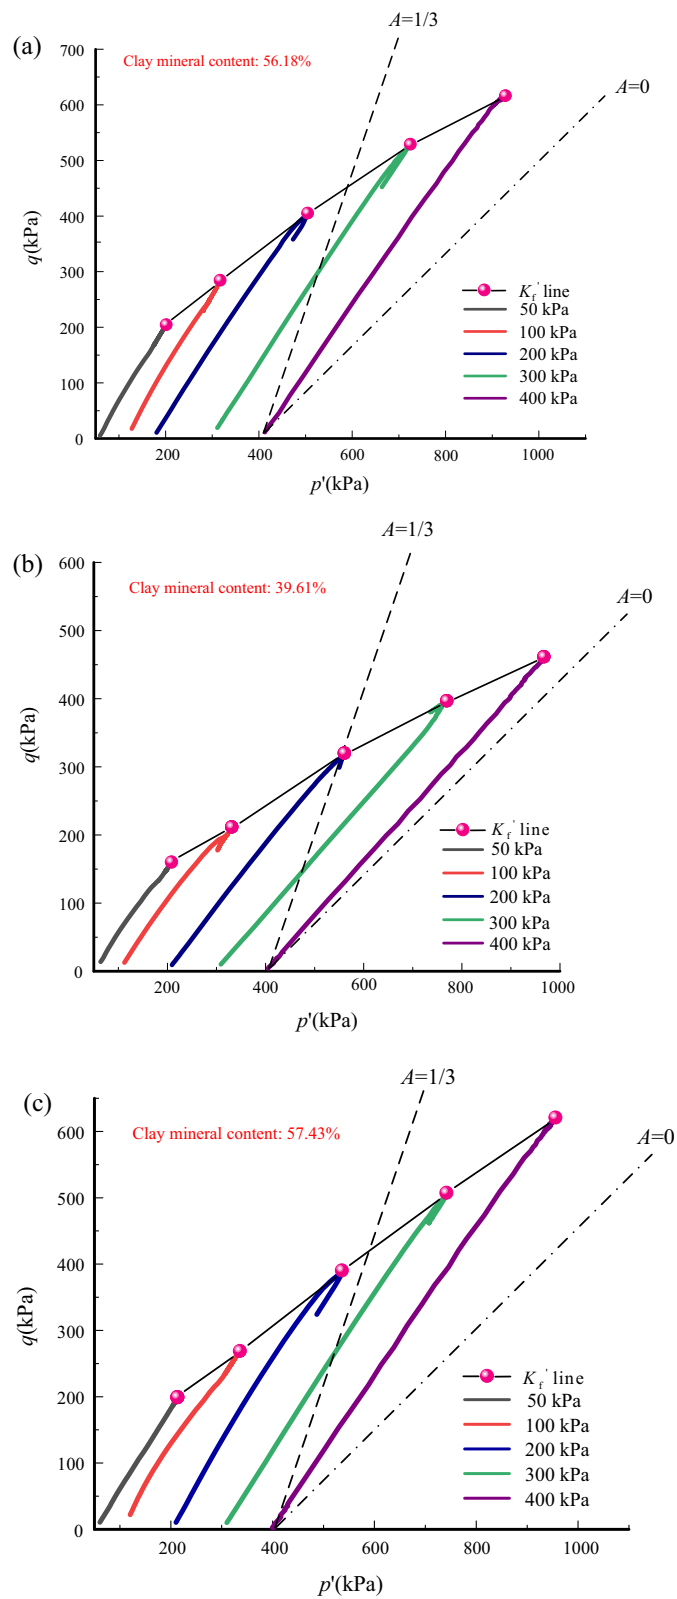 (a)
A=1/3
Clay mineral content: 56.18%
A=0
700
600
500
400
300
200
100
0
q(kPa)
K_f' line
50 kPa
100 kPa
200 kPa
300 kPa
400 kPa
200 400 600 800 1000
p'(kPa)
(b)
A=1/3
Clay mineral content: 39.61%
A=0
600
500
400
300
200
100
0
q(kPa)
K_f' line
50 kPa
100 kPa
200 kPa
300 kPa
400 kPa
200 400 600 800 1000
p'(kPa)
(c)
A=1/3
Clay mineral content: 57.43%
A=0
600
500
400
300
200
100
0
q(kPa)
K_f' line
50 kPa
100 kPa
200 kPa
300 kPa
400 kPa
200 400 600 800 1000
p'(kPa)